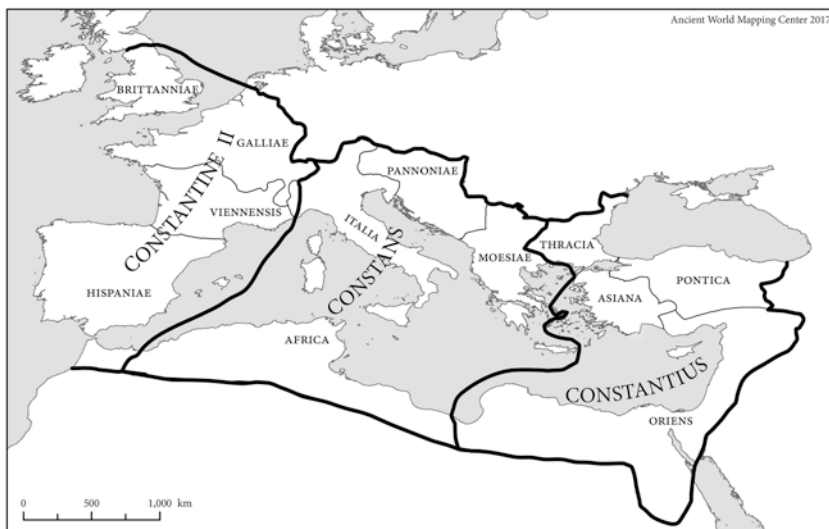 Ancient World Mapping Center 2017
BRITTANNIAE
GALLIAE
CONSTANTINE II
VIENNENSIS
HISPANIAE
PANNONIAE
ITALIA
CONSTANS
MOESIAE
THRACIA
PONTICA
ASIANA
AFRICA
CONSTANTIUS
ORIENS
0 500 1,000 km